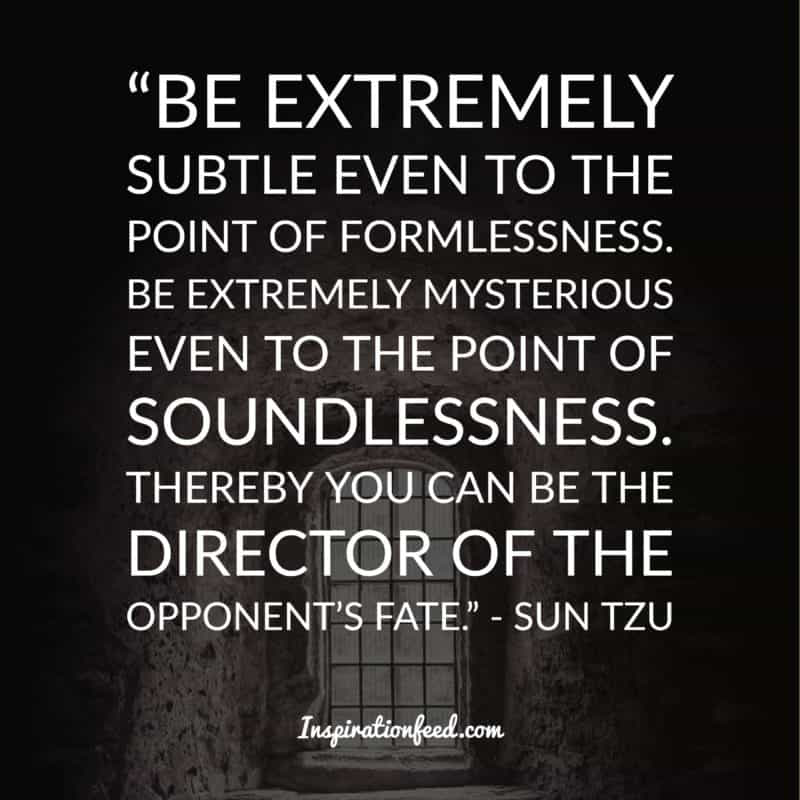 “BE EXTREMELY
SUBTLE EVEN TO THE
POINT OF FORMLESSNESS.
BE EXTREMELY MYSTERIOUS
EVEN TO THE POINT OF
SOUNDLESSNESS.
THEREBY YOU CAN BE THE
DIRECTOR OF THE
OPPONENT’S FATE.” - SUN TZU
Inspirationfeed.com